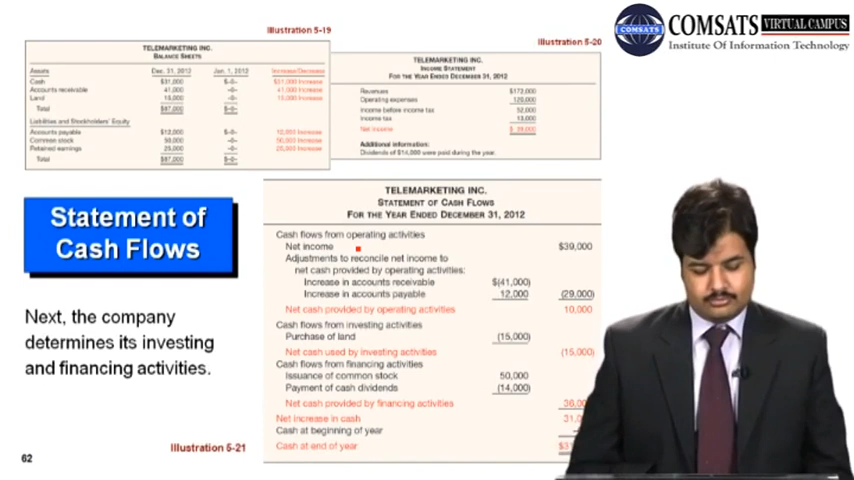 COMSATS VIRTUAL CAMPUS
Institute Of Information Technology
COMSATS
Illustration 5-19
TELEMARKETING INC.
BALANCE SHEETS
Assets Dec. 31, 2012 Jan. 1, 2012 Increase/Decrease
Cash $31,000 $-0- $31,000 Increase
Accounts receivable 41,000 -0- 41,000 Increase
Land 15,000 -0- 15,000 Increase
Total $87,000 $-0-
Liabilities and Stockholders' Equity
Accounts payable $12,000 $-0- 12,000 Increase
Common stock 50,000 -0- 50,000 Increase
Retained earnings 25,000 -0- 25,000 Increase
Total $87,000 $-0-
Illustration 5-20
TELEMARKETING INC.
INCOME STATEMENT
FOR THE YEAR ENDED DECEMBER 31, 2012
Revenues $172,000
Operating expenses 120,000
Income before income tax 52,000
Income tax 13,000
Net income $ 39,000
Additional information:
Dividends of $14,000 were paid during the year.
Statement of
Cash Flows
Next, the company
determines its investing
and financing activities.
TELEMARKETING INC.
STATEMENT OF CASH FLOWS
FOR THE YEAR ENDED DECEMBER 31, 2012
Cash flows from operating activities
Net income $39,000
Adjustments to reconcile net income to
net cash provided by operating activities:
Increase in accounts receivable $(41,000)
Increase in accounts payable 12,000 (29,000)
Net cash provided by operating activities 10,000
Cash flows from investing activities
Purchase of land (15,000)
Net cash used by investing activities (15,000)
Cash flows from financing activities
Issuance of common stock 50,000
Payment of cash dividends (14,000)
Net cash provided by financing activities
Net increase in cash
Cash at beginning of year
Cash at end of year
Illustration 5-21
62